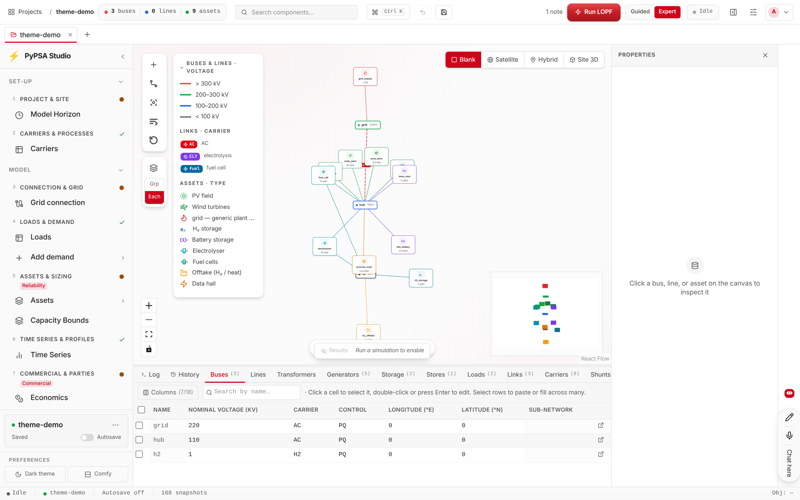 Projects / theme-demo
3 buses 0 lines 9 assets
Search components...
Ctrl K
1 note
Run LOPF
Guided Expert
Idle
A
theme-demo
PyPSA Studio
SET-UP
1 PROJECT & SITE
Model Horizon
2 CARRIERS & PROCESSES
Carriers
MODEL
3 CONNECTION & GRID
Grid connection
4 LOADS & DEMAND
Loads
Add demand
ASSETS & SIZING
Reliability
Assets
Capacity Bounds
6 TIME SERIES & PROFILES
Time Series
7 COMMERCIAL & PARTIES
Commercial
Economics
theme-demo
Saved
Autosave
PREFERENCES
Dark theme
Comfy
Grp
Each
BUSES & LINES · VOLTAGE
> 300 kV
200–300 kV
100–200 kV
< 100 kV
LINKS · CARRIER
AC AC
ELY electrolysis
Fuel fuel cell
ASSETS · TYPE
PV field
Wind turbines
grid — generic plant ...
H₂ storage
Battery storage
Electrolyser
Fuel cells
Offtake (H₂ / heat)
Data hall
Blank
Satellite
Hybrid
Site 3D
grid
hub
Results
Run a simulation to enable
React Flow
PROPERTIES
Click a bus, line, or asset on the canvas to inspect it
Chat here
Log
History
Buses (3)
Lines
Transformers
Generators
Storage
Stores
Loads
Links
Carriers
Shunts
Columns (7/16)
Search by name…
· Click a cell to select it, double-click or press Enter to edit. Select rows to paste or fill across many.
NAME NOMINAL VOLTAGE (KV) CARRIER CONTROL LONGITUDE (°E) LATITUDE (°N) SUB-NETWORK
grid 220 AC PQ 0 0
hub 110 AC PQ 0 0
h2 1 H2 PQ 0 0
Idle
theme-demo
Autosave off
168 snapshots
Obj: —